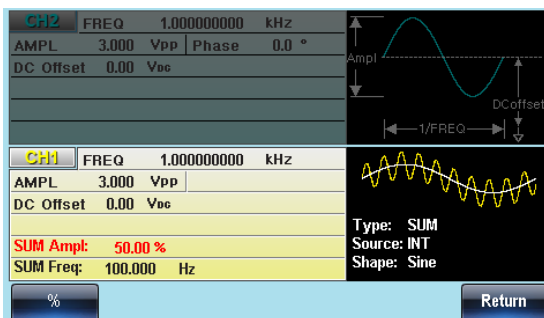 CH2 FREQ 1.000000000 kHz
AMPL 3.000 Vpp Phase 0.0 °
DC Offset 0.00 VDC
Ampl
DCoffset
1/FREQ
CH1 FREQ 1.000000000 kHz
AMPL 3.000 Vpp
DC Offset 0.00 VDC
SUM Ampl: 50.00 %
SUM Freq: 100.000 Hz
Type: SUM
Source: INT
Shape: Sine
% Return